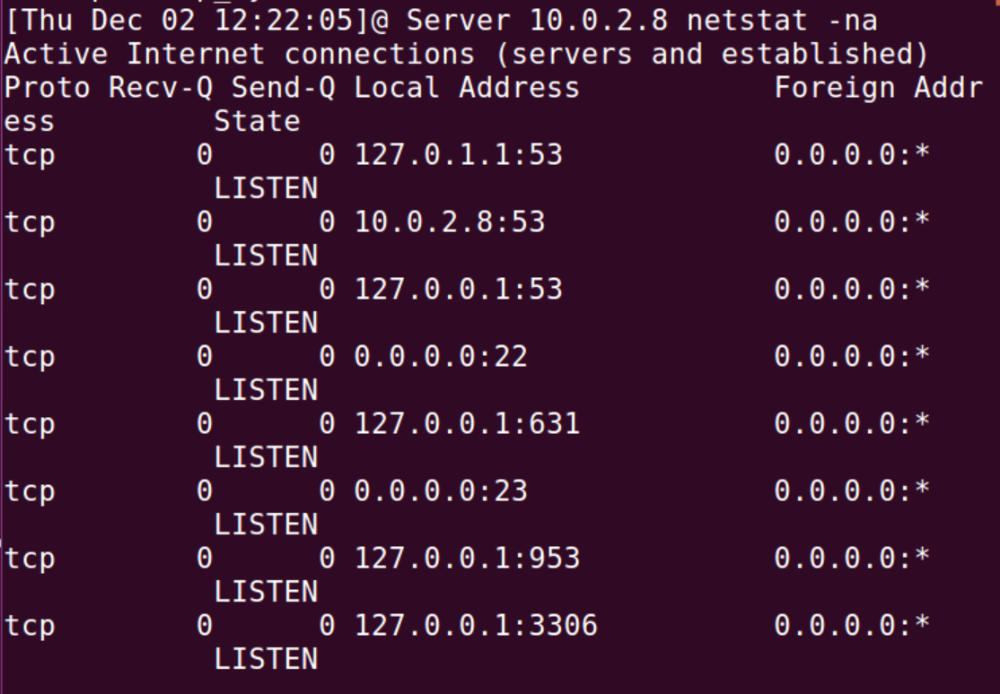 [Thu Dec 02 12:22:05]@ Server 10.0.2.8 netstat -na
Active Internet connections (servers and established)
Proto Recv-Q Send-Q Local Address           Foreign Addr
ess         State
tcp        0      0 127.0.1.1:53            0.0.0.0:*
            LISTEN
tcp        0      0 10.0.2.8:53             0.0.0.0:*
            LISTEN
tcp        0      0 127.0.0.1:53            0.0.0.0:*
            LISTEN
tcp        0      0 0.0.0.0:22              0.0.0.0:*
            LISTEN
tcp        0      0 127.0.0.1:631           0.0.0.0:*
            LISTEN
tcp        0      0 0.0.0.0:23              0.0.0.0:*
            LISTEN
tcp        0      0 127.0.0.1:953           0.0.0.0:*
            LISTEN
tcp        0      0 127.0.0.1:3306          0.0.0.0:*
            LISTEN